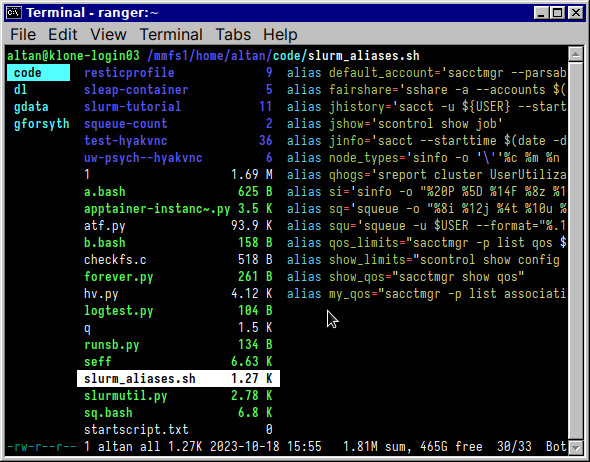 Terminal - ranger:~
File Edit View Terminal Tabs Help
altan@klone-login03 /mmfs1/home/altan/code/slurm_aliases.sh
code resticprofile 9 alias default_account='sacctmgr --parsab
dl sleap-container 5 alias fairshare='sshare -a --accounts $(
gdata slurm-tutorial 11 alias jhistory='sacct -u ${USER} --start
gforsyth squeue-count 2 alias jshow='scontrol show job'
test-hyakvnc 36 alias jinfo='sacct --starttime $(date -d
uw-psych--hyakvnc 6 alias node_types='sinfo -o '\''%c %m %n
1 1.69 M alias qhogs='sreport cluster UserUtiliza
a.bash 625 B alias si='sinfo -o "%20P %5D %14F %8z %1
apptainer-instanc~.py 3.5 K alias sq='squeue -o "%8i %12j %4t %10u %
atf.py 93.9 K alias squ='squeue -u $USER --format="%.1
b.bash 158 B alias qos_limits="sacctmgr -p list qos $
checkfs.c 518 B alias show_limits="scontrol show config
forever.py 261 B alias show_qos="sacctmgr show qos"
hv.py 4.12 K alias my_qos="sacctmgr -p list associati
logtest.py 104 B
q 1.5 K
runsb.py 134 B
seff 6.63 K
slurm_aliases.sh 1.27 K
slurmutil.py 2.78 K
sq.bash 6.8 K
startscript.txt 0
-rw-r--r-- 1 altan all 1.27K 2023-10-18 15:55 1.81M sum, 465G free 30/33 Bot